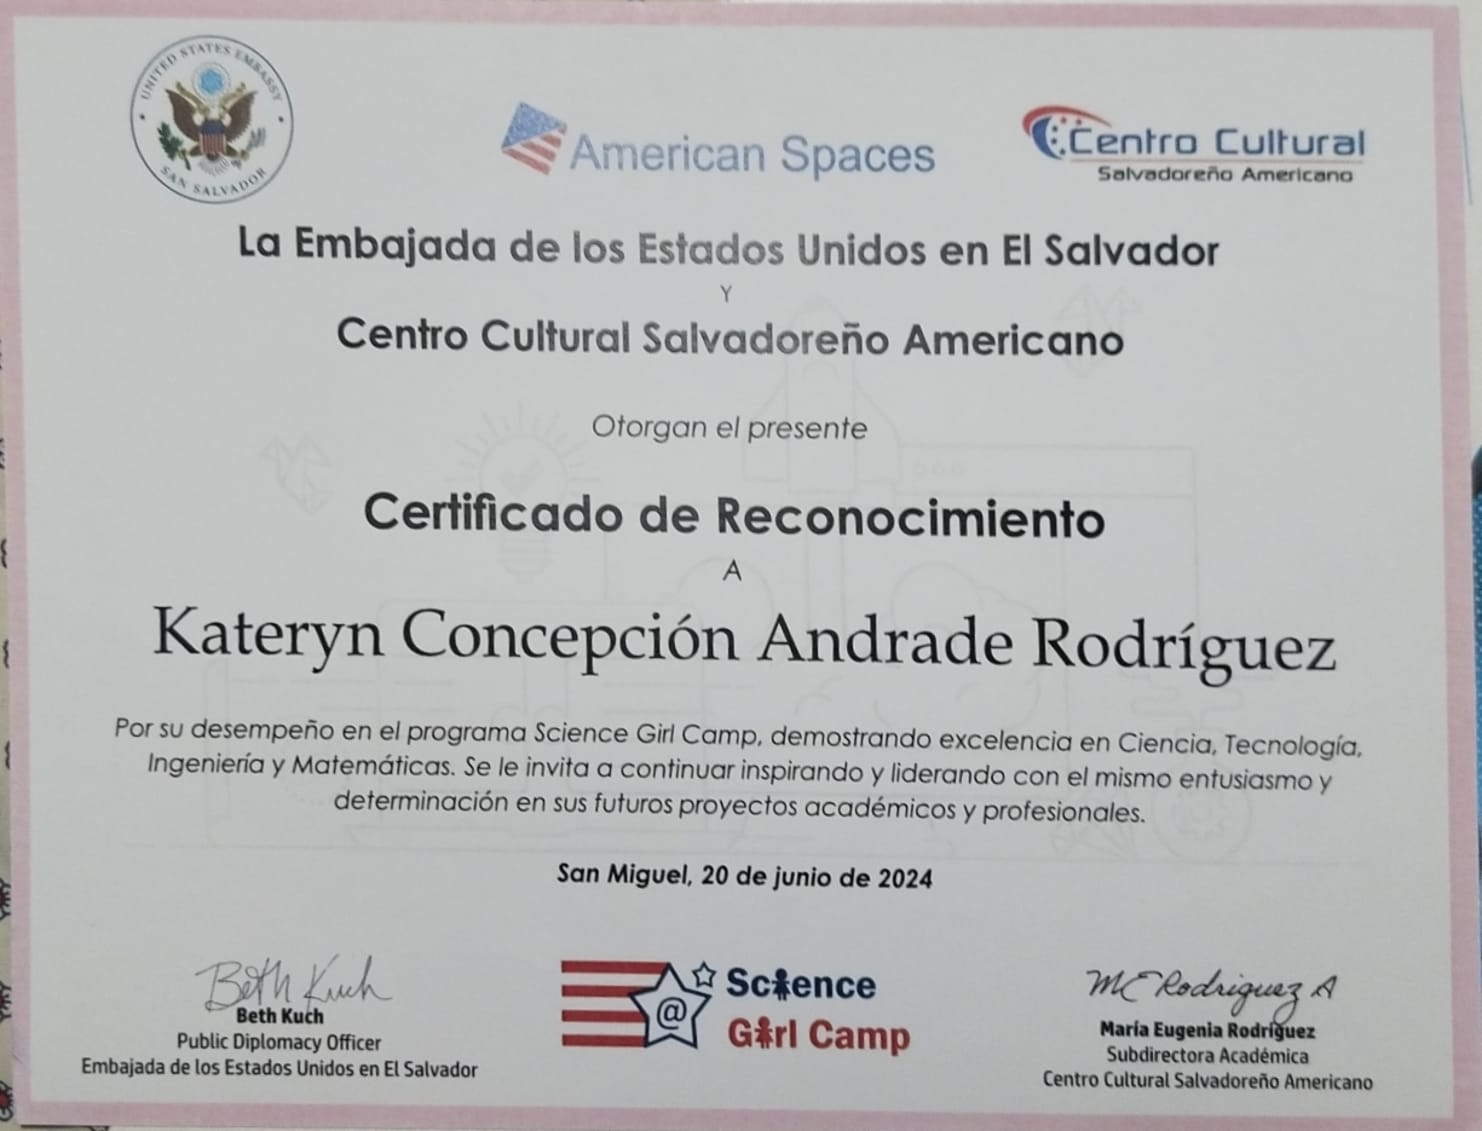 UNITED STATES EMBASSY
SAN SALVADOR
American Spaces
Centro Cultural
Salvadoreño Americano
La Embajada de los Estados Unidos en El Salvador
Y
Centro Cultural Salvadoreño Americano
Otorgan el presente
Certificado de Reconocimiento
A
Kateryn Concepción Andrade Rodríguez
Por su desempeño en el programa Science Girl Camp, demostrando excelencia en Ciencia, Tecnología,
Ingeniería y Matemáticas. Se le invita a continuar inspirando y liderando con el mismo entusiasmo y
determinación en sus futuros proyectos académicos y profesionales.
San Miguel, 20 de junio de 2024
Beth Kuch
Beth Kuch
Public Diplomacy Officer
Embajada de los Estados Unidos en El Salvador
@
Science
Girl Camp
MC Rodriguez A
María Eugenia Rodríguez
Subdirectora Académica
Centro Cultural Salvadoreño Americano